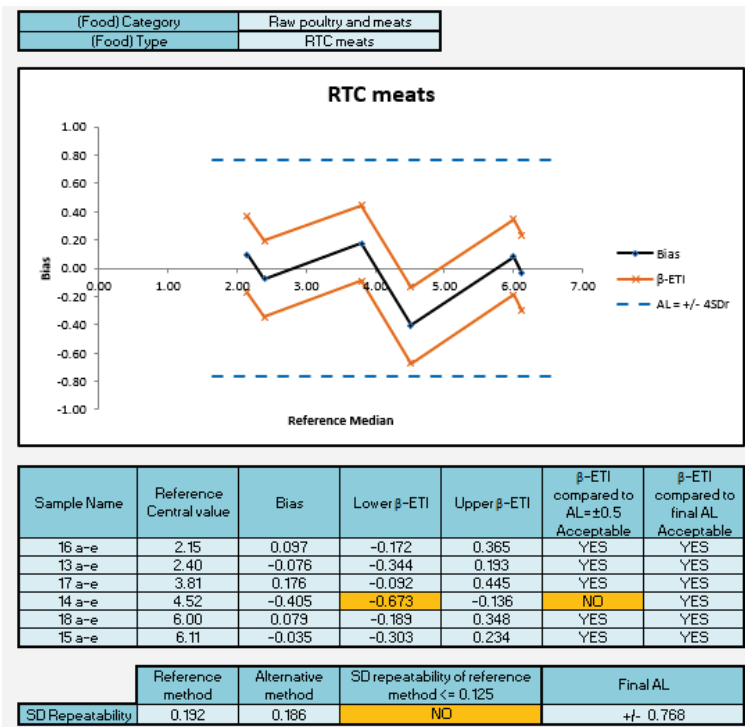 (Food) Category Raw poultry and meats
(Food) Type RTC meats
RTC meats
1.00
0.80
0.60
0.40
0.20
0.00
-0.20
-0.40
-0.60
-0.80
-1.00
0.00 1.00 2.00 3.00 4.00 5.00 6.00 7.00
Bias
Reference Median
Bias
β-ETI
AL = +/- 4SDr
Sample Name Reference Central value Bias Lower β-ETI Upper β-ETI β-ETI compared to AL=±0.5 Acceptable β-ETI compared to final AL Acceptable
16 a-e 2.15 0.097 -0.172 0.365 YES YES
13 a-e 2.40 -0.076 -0.344 0.193 YES YES
17 a-e 3.81 0.176 -0.092 0.445 YES YES
14 a-e 4.52 -0.405 -0.673 -0.136 NO YES
18 a-e 6.00 0.079 -0.189 0.348 YES YES
15 a-e 6.11 -0.035 -0.303 0.234 YES YES
Reference method Alternative method SD repeatability of reference method <= 0.125 Final AL
SD Repeatability 0.192 0.186 NO +/- 0.768